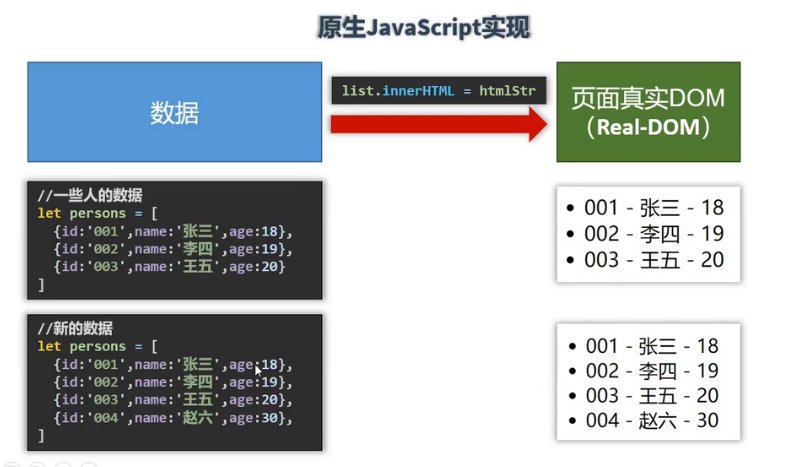 原生JavaScript实现
数据
list.innerHTML = htmlStr
页面真实DOM
（Real-DOM）
//一些人的数据
let persons = [
{id:'001',name:'张三',age:18},
{id:'002',name:'李四',age:19},
{id:'003',name:'王五',age:20}
]
• 001 - 张三 - 18
• 002 - 李四 - 19
• 003 - 王五 - 20
//新的数据
let persons = [
{id:'001',name:'张三',age:18},
{id:'002',name:'李四',age:19},
{id:'003',name:'王五',age:20},
{id:'004',name:'赵六',age:30},
]
• 001 - 张三 - 18
• 002 - 李四 - 19
• 003 - 王五 - 20
• 004 - 赵六 - 30